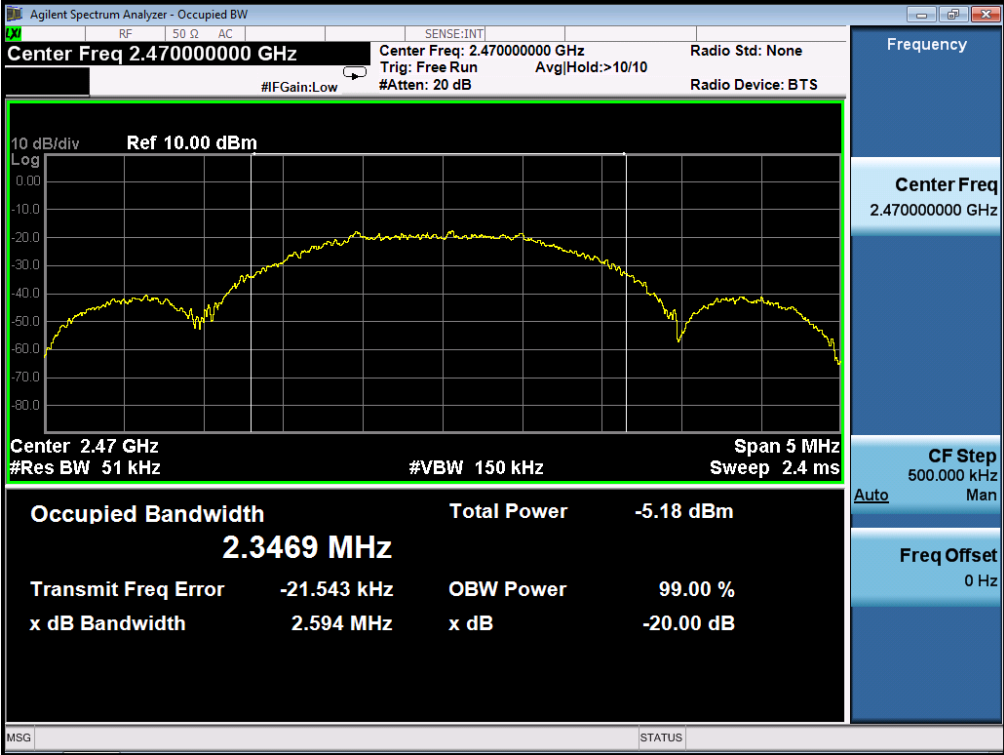 Agilent Spectrum Analyzer - Occupied BW
LXI
RF
50 Ω
AC
SENSE:INT
Center Freq 2.470000000 GHz
Center Freq: 2.470000000 GHz
Radio Std: None
Trig: Free Run
Avg|Hold:>10/10
#IFGain:Low
#Atten: 20 dB
Radio Device: BTS
10 dB/div
Ref 10.00 dBm
Log
0.00
-10.0
-20.0
-30.0
-40.0
-50.0
-60.0
-70.0
-80.0
Center 2.47 GHz
Span 5 MHz
#Res BW 51 kHz
#VBW 150 kHz
Sweep 2.4 ms
Occupied Bandwidth
Total Power
-5.18 dBm
2.3469 MHz
Transmit Freq Error
-21.543 kHz
OBW Power
99.00 %
x dB Bandwidth
2.594 MHz
x dB
-20.00 dB
Frequency
Center Freq
2.470000000 GHz
CF Step
500.000 kHz
Auto
Man
Freq Offset
0 Hz
MSG
STATUS